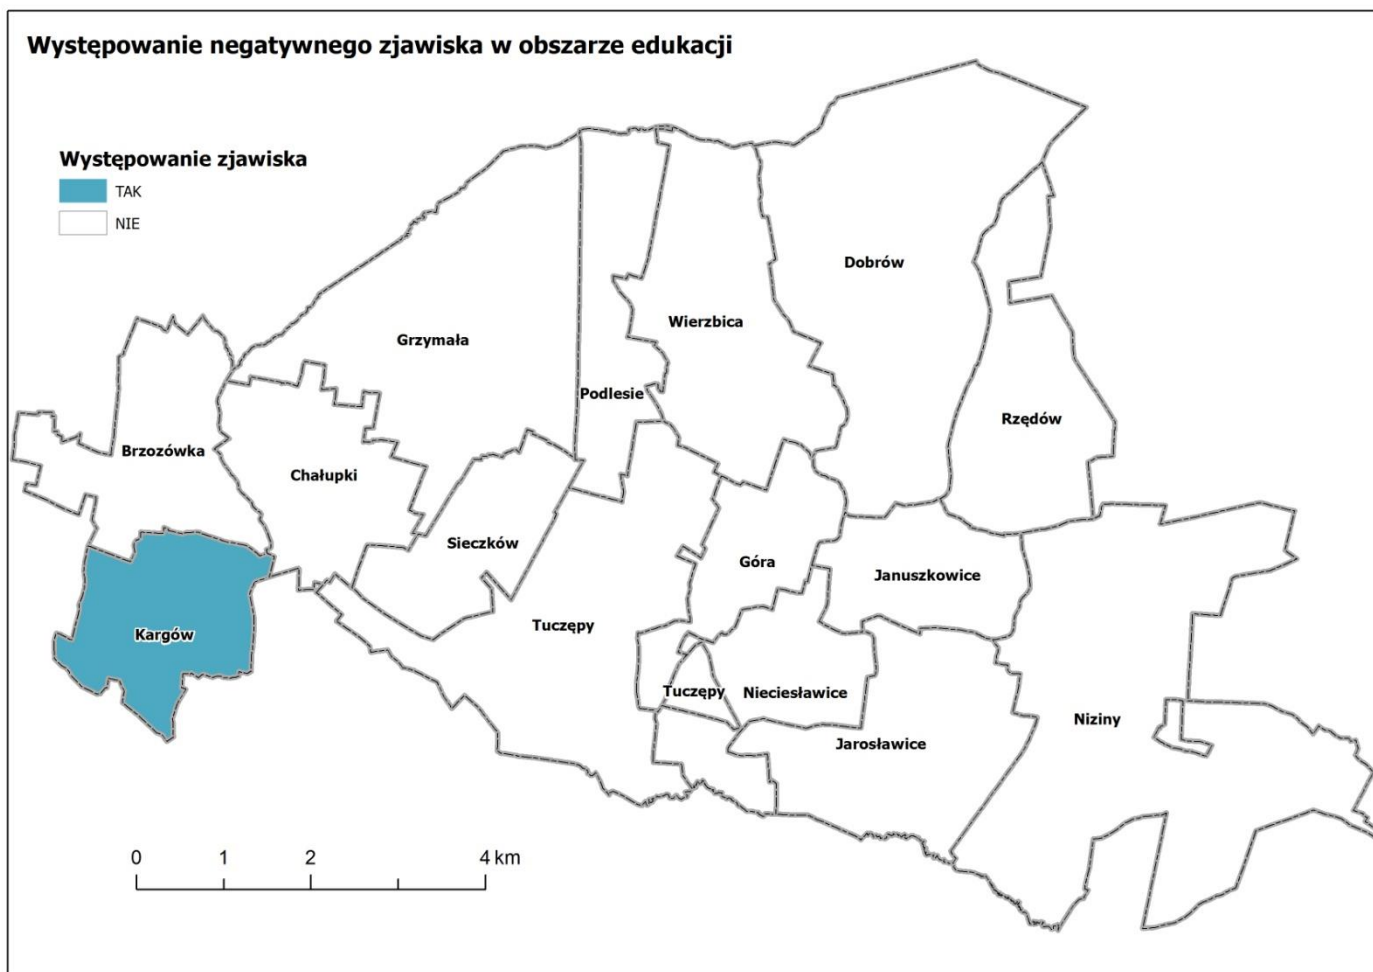 Występowanie negatywnego zjawiska w obszarze edukacji
Występowanie zjawiska
TAK
NIE
Dobrów
Wierzbica
Grzymała
Podlesie
Rzędów
Brzozówka
Chałupki
Sieczków
Góra
Januszkowice
Tuczępy
Kargów
Tuczępy
Nieciesławice
Niziny
Jarosławice
0 1 2 4 km